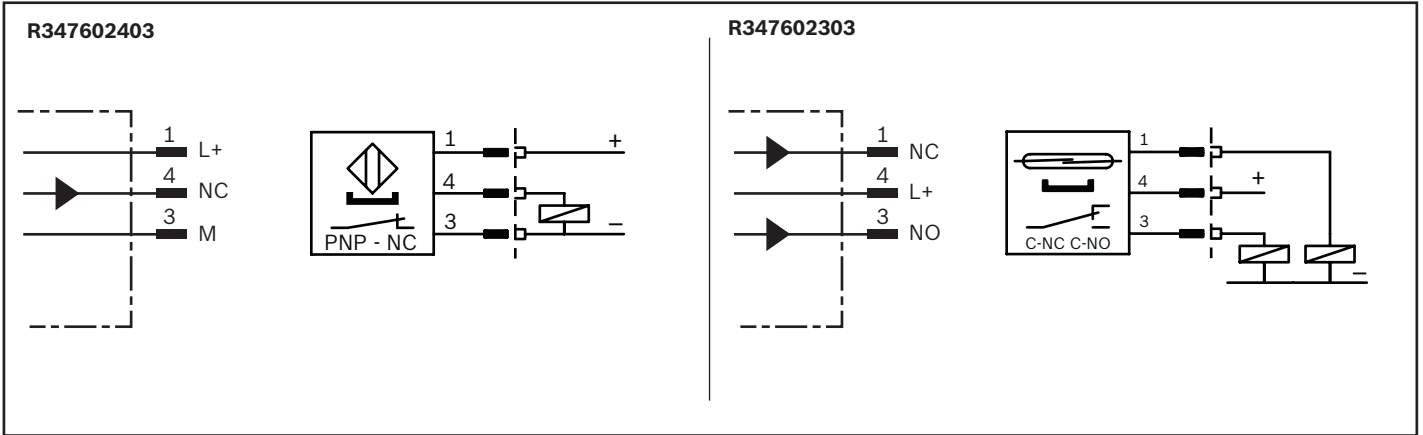 R347602403
1 L+
4 NC
3 M
1 +
4
3 –
PNP - NC
R347602303
1 NC
4 L+
3 NO
1
4 +
3
C-NC C-NO
–